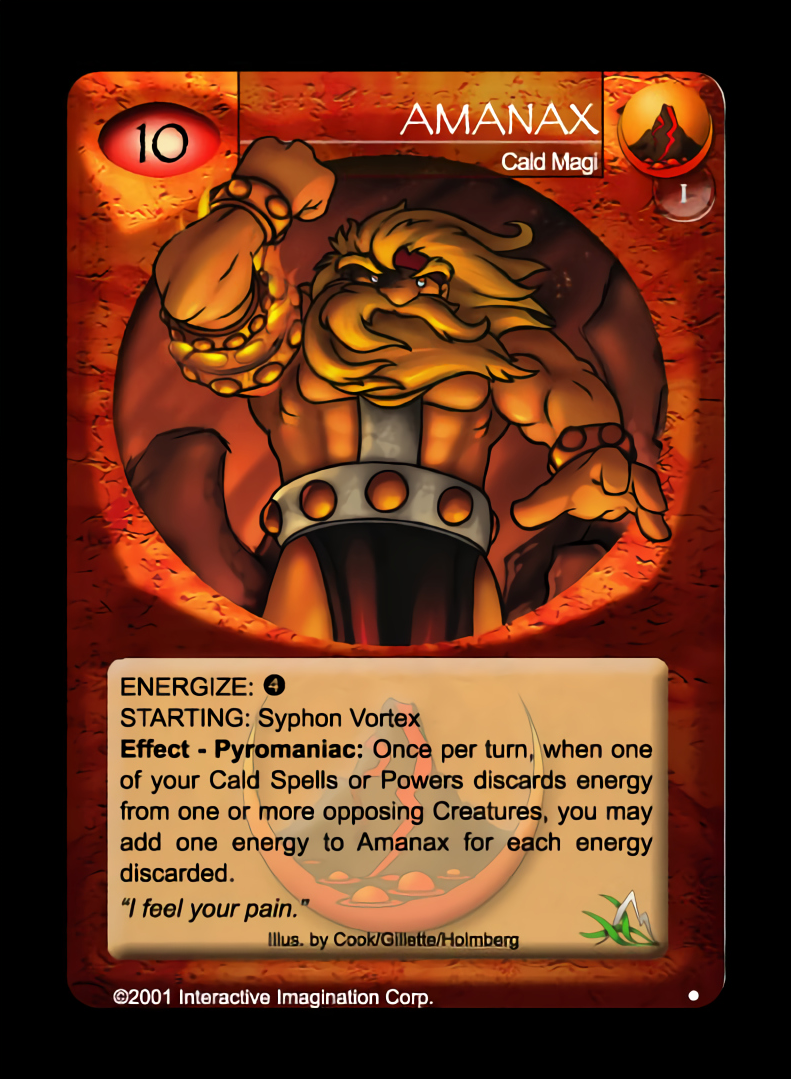 10
AMANAX
Cald Magi
I
ENERGIZE: 4
STARTING: Syphon Vortex
Effect - Pyromaniac: Once per turn, when one
of your Cald Spells or Powers discards energy
from one or more opposing Creatures, you may
add one energy to Amanax for each energy
discarded.
“I feel your pain.”
Illus. by Cook/Gillette/Holmberg
©2001 Interactive Imagination Corp.